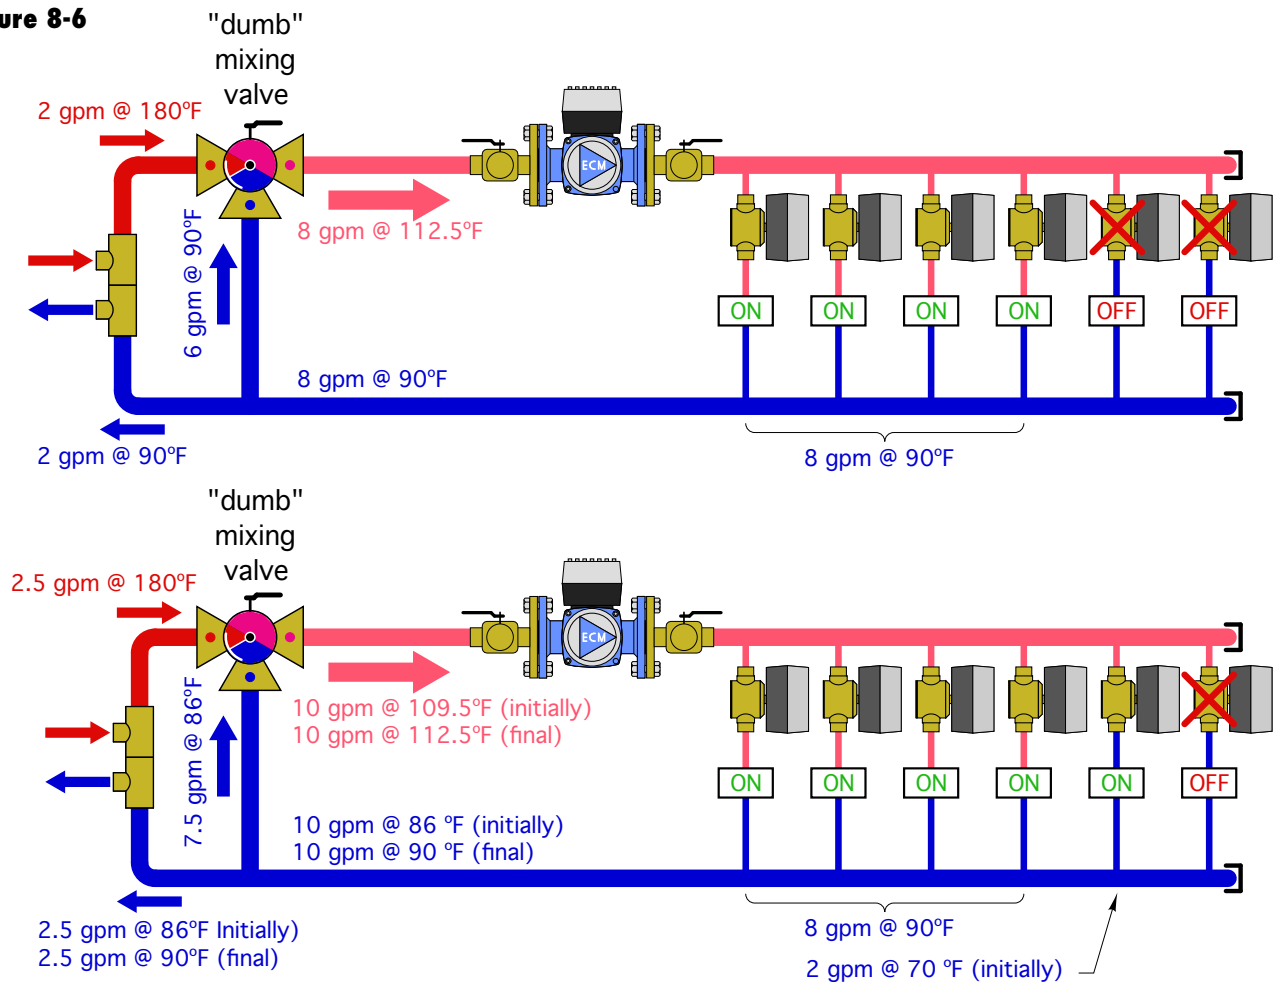 ure 8-6
"dumb"
mixing
valve
2 gpm @ 180ºF
ECM
8 gpm @ 112.5ºF
6 gpm @ 90ºF
ON
ON
ON
ON
OFF
OFF
8 gpm @ 90ºF
2 gpm @ 90ºF
8 gpm @ 90ºF
"dumb"
mixing
valve
2.5 gpm @ 180ºF
ECM
10 gpm @ 109.5ºF (initially)
10 gpm @ 112.5ºF (final)
7.5 gpm @ 86ºF
ON
ON
ON
ON
ON
OFF
10 gpm @ 86 ºF (initially)
10 gpm @ 90 ºF (final)
2.5 gpm @ 86ºF Initially)
2.5 gpm @ 90ºF (final)
8 gpm @ 90ºF
2 gpm @ 70 ºF (initially)